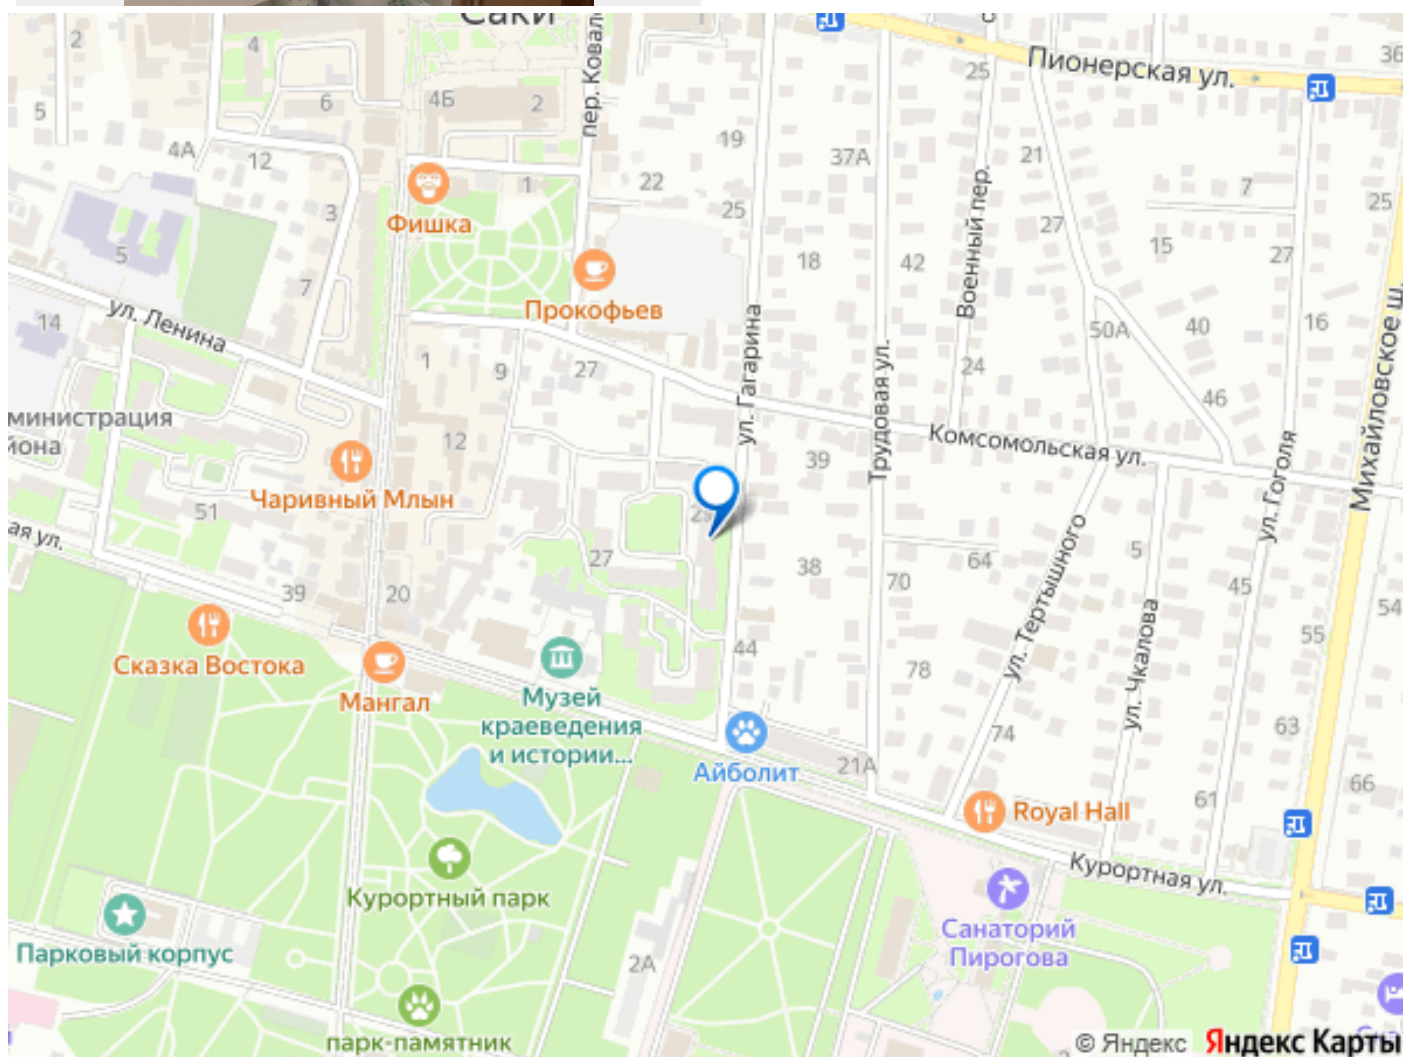 Саки
Пионерская ул.
пер. Ковал
2
4
5
6
4Б
2
4А
12
1
22
19
25
37А
25
21
36
7
25
27
15
27
Военный пер.
Фишка
3
5
7
18
42
Прокофьев
ул. Ленина
14
1
9
27
ул. Гагарина
Трудовая ул.
24
50А
40
16
46
Михайловское ш.
министрация
йона
12
Комсомольская ул.
39
ул. Гоголя
Чаривный Млын
51
ая ул.
27
38
70
64
5
45
54
39
20
ул. Тертышного
ул. Чкалова
55
Сказка Востока
44
78
Мангал
Музей
краеведения
и истории...
74
63
Айболит
21А
66
61
Royal Hall
Курортная ул.
Курортный парк
Санаторий
Пирогова
Парковый корпус
2А
парк-памятник
© Яндекс Яндекс Карты